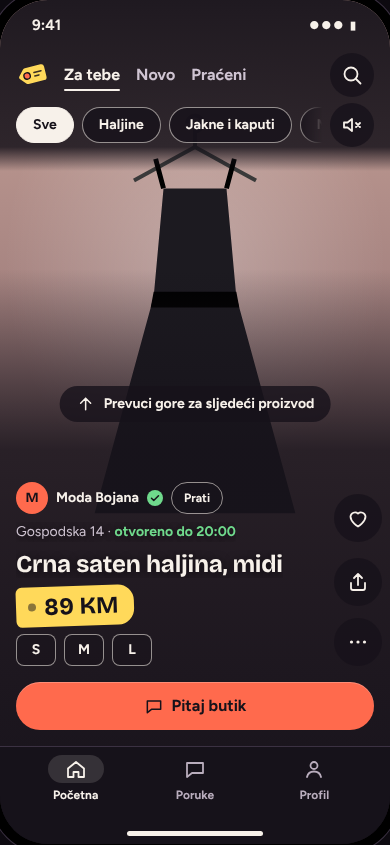 9:41
Za tebe Novo Praćeni
Sve Haljine Jakne i kaputi
Prevuci gore za sljedeći proizvod
M Moda Bojana Prati
Gospodska 14 · otvoreno do 20:00
Crna saten haljina, midi
89 KM
S M L
Pitaj butik
Početna Poruke Profil